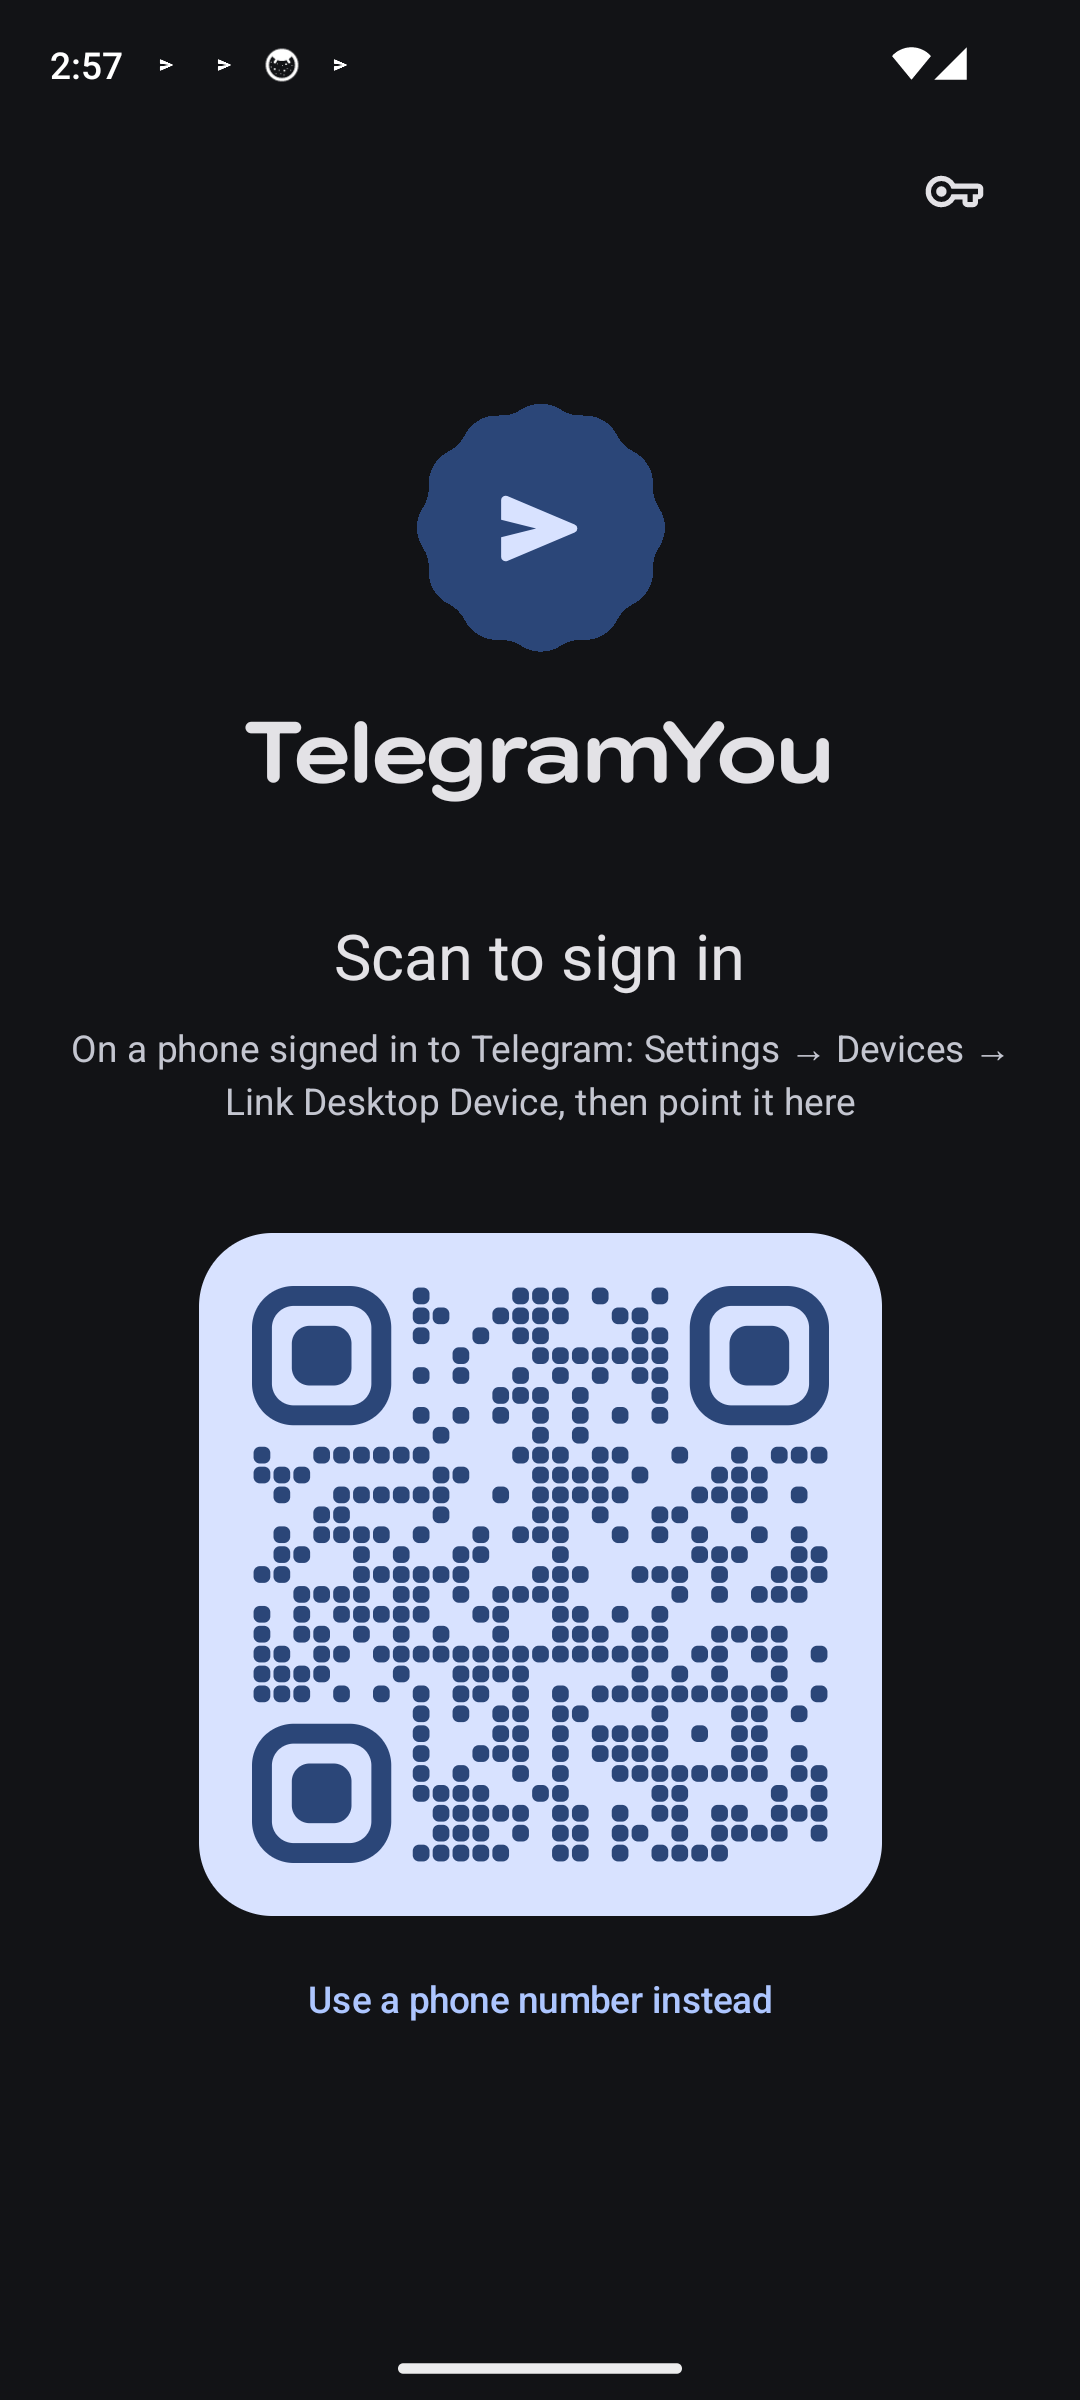 2:57
TelegramYou
Scan to sign in
On a phone signed in to Telegram: Settings → Devices →
Link Desktop Device, then point it here
Use a phone number instead